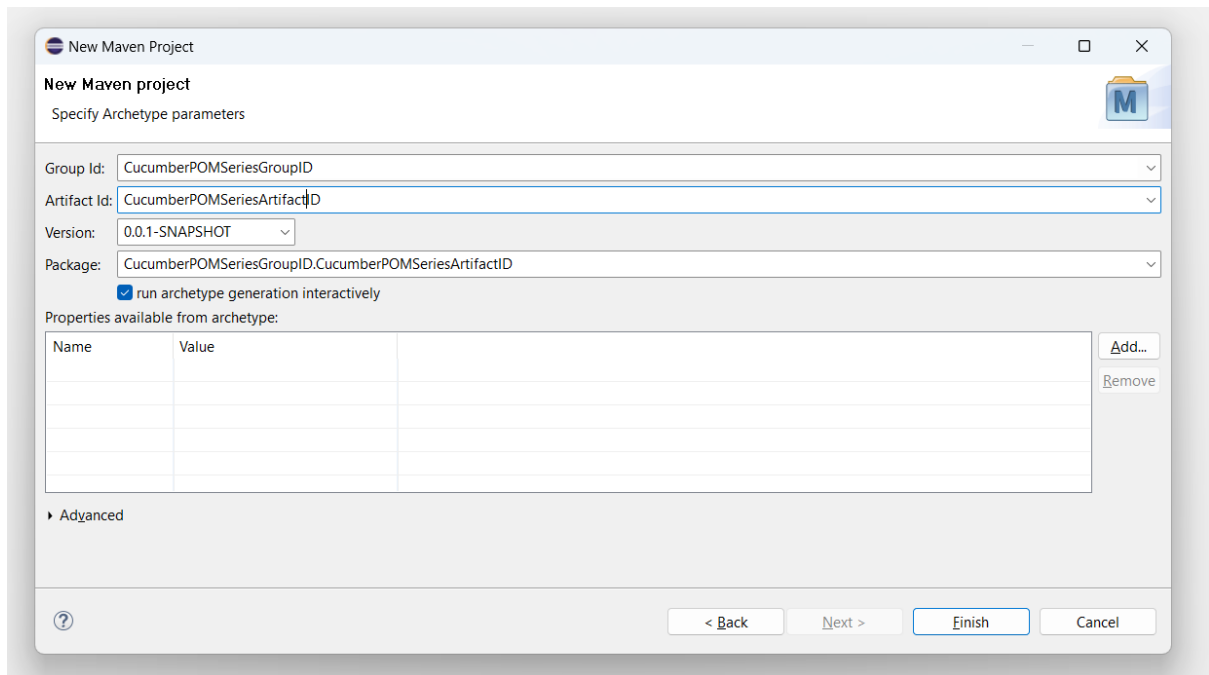 New Maven Project
New Maven project
Specify Archetype parameters
M
Group Id: CucumberPOMSeriesGroupID
Artifact Id: CucumberPOMSeriesArtifactID
Version: 0.0.1-SNAPSHOT
Package: CucumberPOMSeriesGroupID.CucumberPOMSeriesArtifactID
run archetype generation interactively
Properties available from archetype:
Name Value
Add...
Remove
Advanced
? < Back Next > Finish Cancel